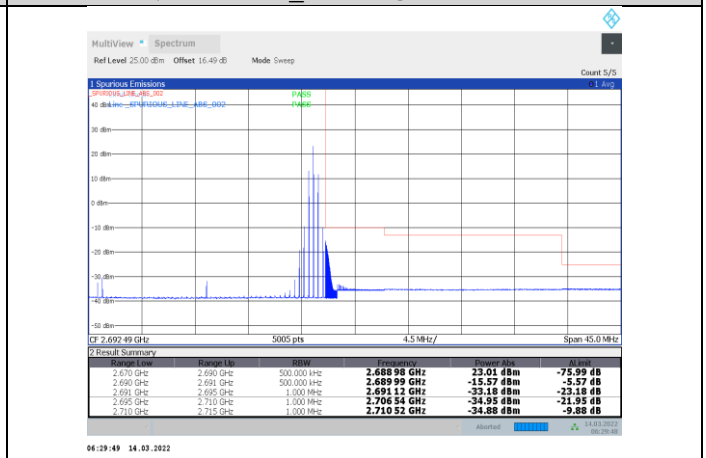 MultiView Spectrum
Ref Level 25.00 dBm Offset 16.49 dB Mode Sweep
Count 5/5
1 Spurious Emissions 1 Avg
_SPURIOUS_LINE_ABS_002 PASS
40 dBm Line _SPURIOUS_LINE_ABS_002 PASS
30 dBm
20 dBm
10 dBm
0 dBm
-10 dBm
-20 dBm
-30 dBm
-40 dBm
-50 dBm
CF 2.692 49 GHz 5005 pts 4.5 MHz/ Span 45.0 MHz
2 Result Summary
Range Low Range Up RBW Frequency Power Abs ΔLimit
2.670 GHz 2.690 GHz 500.000 kHz 2.688 98 GHz 23.01 dBm -75.99 dB
2.690 GHz 2.691 GHz 500.000 kHz 2.689 99 GHz -15.57 dBm -5.57 dB
2.691 GHz 2.695 GHz 1.000 MHz 2.691 12 GHz -33.18 dBm -23.18 dB
2.695 GHz 2.710 GHz 1.000 MHz 2.706 54 GHz -34.95 dBm -21.95 dB
2.710 GHz 2.715 GHz 1.000 MHz 2.710 52 GHz -34.88 dBm -9.88 dB
Aborted 14.03.2022
06:29:48
06:29:49 14.03.2022